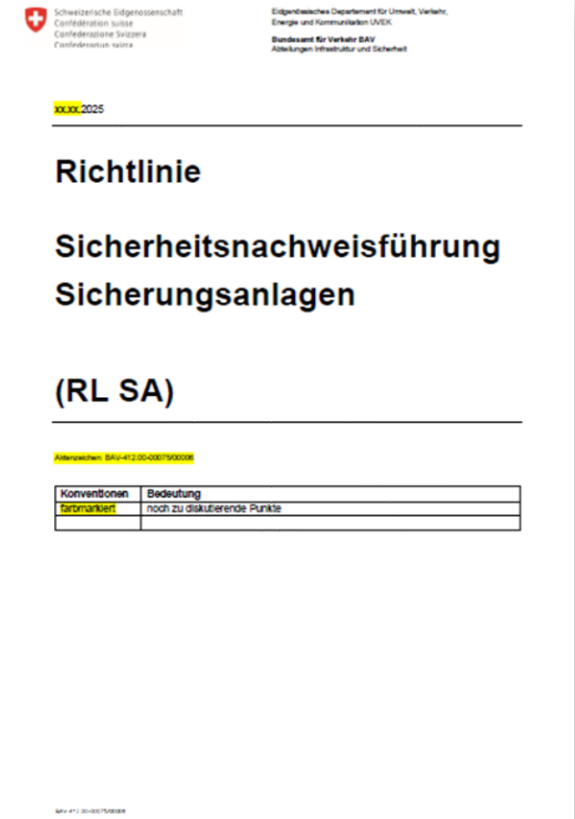 Schweizerische Eidgenossenschaft
Confédération suisse
Confederazione Svizzera
Confederaziun svizra
Eidgenössisches Departement für Umwelt, Verkehr,
Energie und Kommunikation UVEK
Bundesamt für Verkehr BAV
Abteilungen Infrastruktur und Sicherheit
xx.xx.2025
Richtlinie
Sicherheitsnachweisführung
Sicherungsanlagen
(RL SA)
Aktenzeichen: BAV-412.00-00075/00006
Konventionen Bedeutung
farbmarkiert noch zu diskutierende Punkte
BAV-412.00-00075/00006